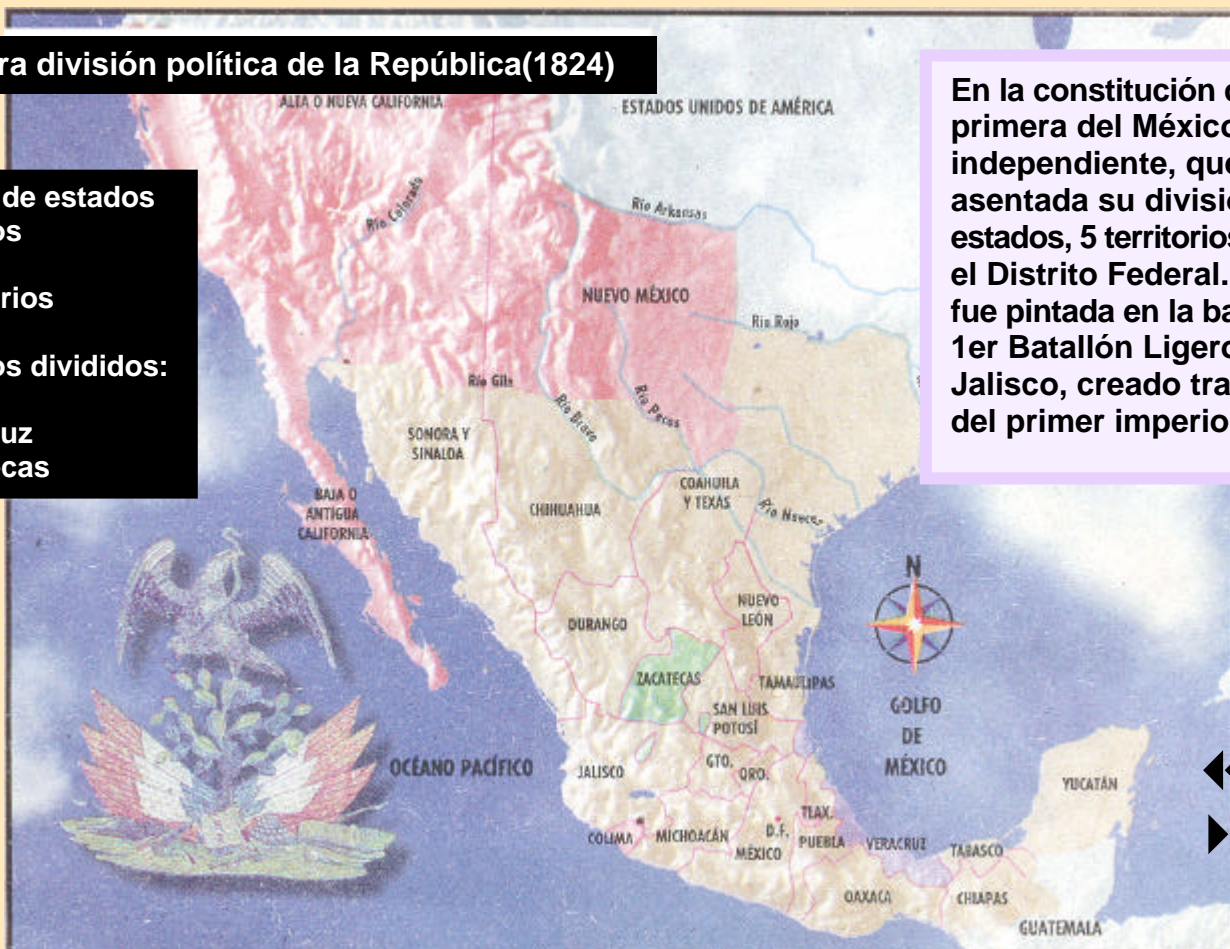 ra división política de la República(1824)
de estados
os
rios
os divididos:
uz
cas
En la constitución
primera del México
independiente, que
asentada su divisi
estados, 5 territorios
el Distrito Federal.
fue pintada en la ba
1er Batallón Ligero
Jalisco, creado tra
del primer imperio
ALTA O NUEVA CALIFORNIA
ESTADOS UNIDOS DE AMÉRICA
Río Colorado
Río Arkansas
NUEVO MÉXICO
Río Rojo
Río Gila
Río Bravo
Río Pecos
SONORA Y
SINALOA
COAHUILA
Y TEXAS
BAJA O
ANTIGUA
CALIFORNIA
CHIHUAHUA
Río Nueces
N
NUEVO
LEÓN
DURANGO
ZACATECAS
TAMAULIPAS
SAN LUIS
POTOSÍ
GOLFO
DE
MÉXICO
OCÉANO PACÍFICO
JALISCO
GTO.
QRO.
YUCATÁN
TLAX.
COLIMA
MICHOACÁN
D.F.
MÉXICO
PUEBLA
VERACRUZ
TABASCO
OAXACA
CHIAPAS
GUATEMALA